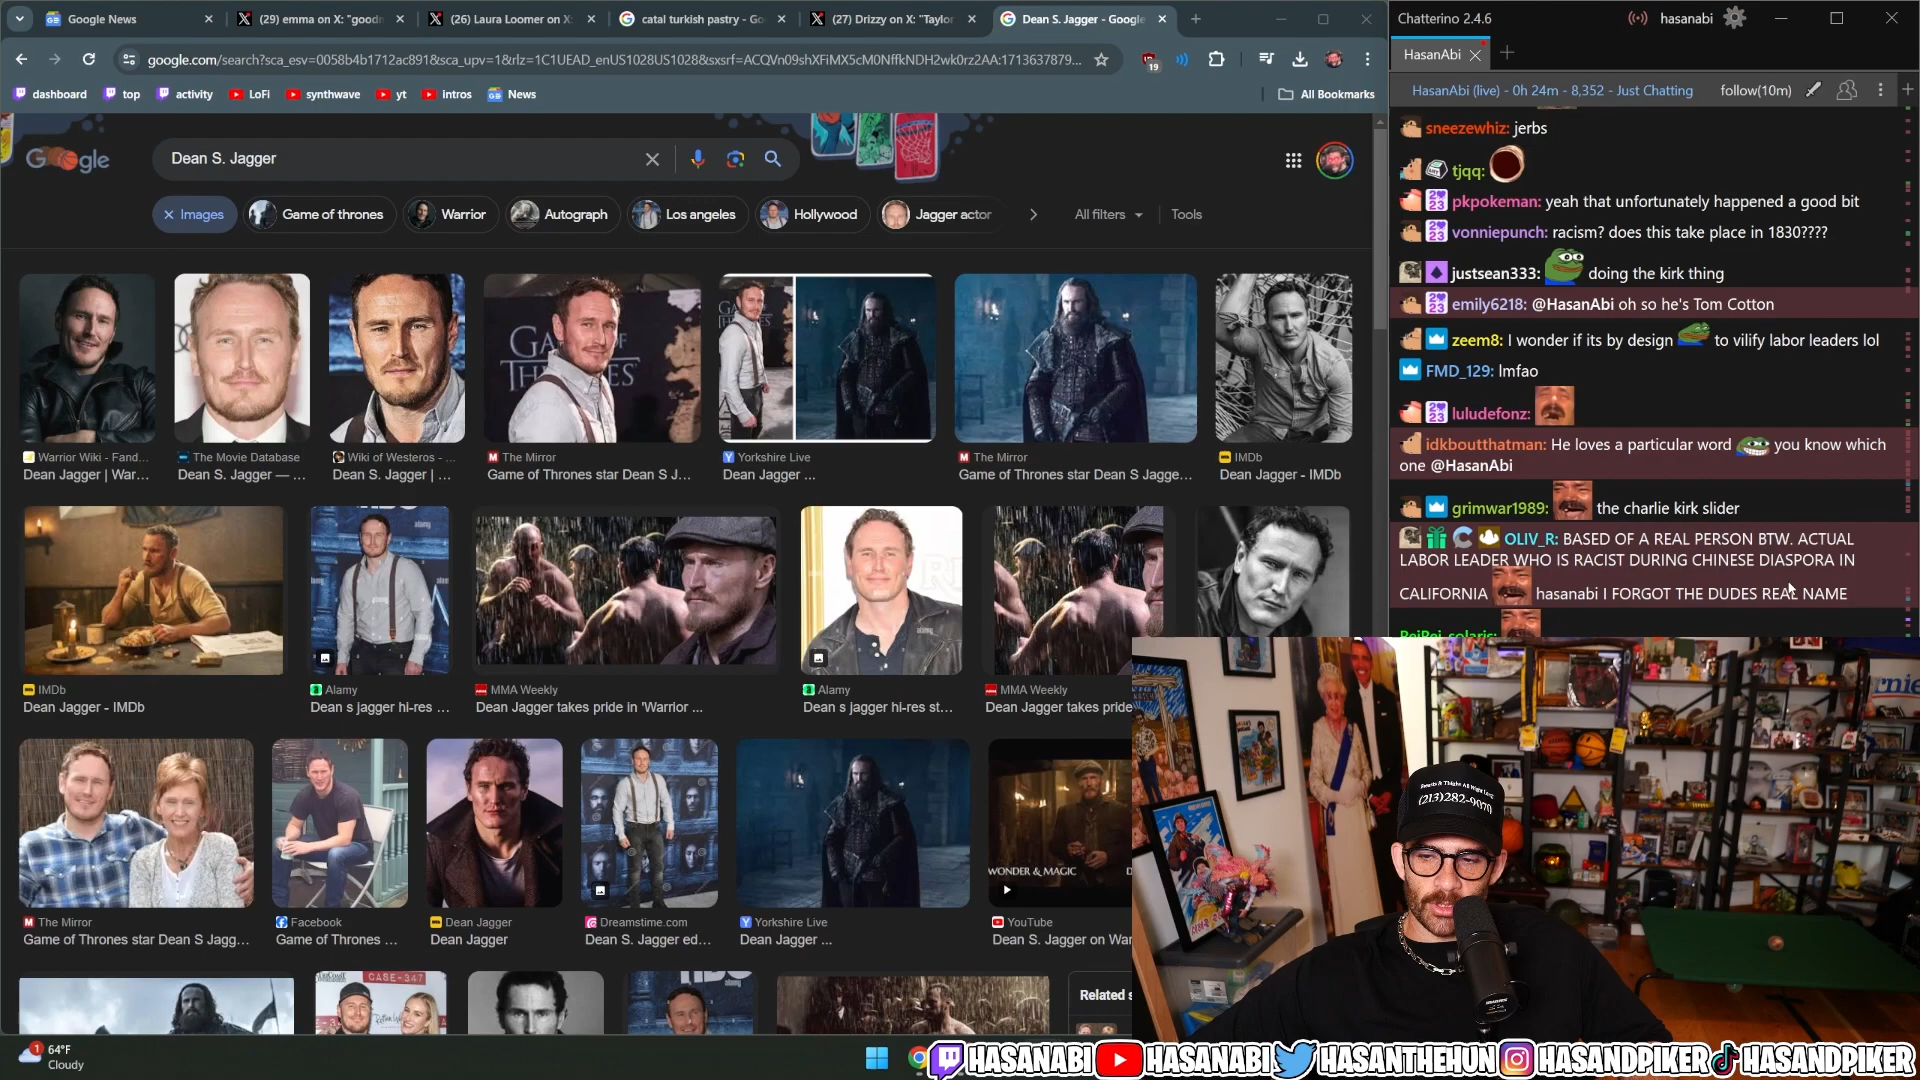 Google News
(29) emma on X: "goodn
(26) Laura Loomer on X:
catal turkish pastry - Go
(27) Drizzy on X: "Taylor
Dean S. Jagger - Google
google.com/search?sca_esv=0058b4b1712ac891&sca_upv=1&rlz=1C1UEAD_enUS1028US1028&sxsrf=ACQVn09shXFiMX5cM0NffkNDH2wk0rz2AA:1713637879...
19
dashboard
top
activity
LoFi
synthwave
yt
intros
News
All Bookmarks
Google
Dean S. Jagger
Images
Game of thrones
Warrior
Autograph
Los angeles
Hollywood
Jagger actor
All filters
Tools
GAME OF
THRONES
Warrior Wiki - Fand...
Dean Jagger | War...
The Movie Database
Dean S. Jagger — ...
Wiki of Westeros - ...
Dean S. Jagger | ...
The Mirror
Game of Thrones star Dean S J...
Yorkshire Live
Dean Jagger ...
The Mirror
Game of Thrones star Dean S Jagge...
IMDb
Dean Jagger - IMDb
IMDb
Dean Jagger - IMDb
Alamy
Dean s jagger hi-res ...
MMA Weekly
Dean Jagger takes pride in 'Warrior ...
Alamy
Dean s jagger hi-res st...
MMA Weekly
Dean Jagger takes pride
WONDER & MAGIC
The Mirror
Game of Thrones star Dean S Jagg...
Facebook
Game of Thrones ...
Dean Jagger
Dean Jagger
Dreamstime.com
Dean S. Jagger ed...
Yorkshire Live
Dean Jagger ...
YouTube
Dean S. Jagger on War
CASE-347
HBO
Related s
1
64°F
Cloudy
Chatterino 2.4.6
hasanabi
HasanAbi
HasanAbi (live) - 0h 24m - 8,352 - Just Chatting
follow(10m)
sneezewhiz: jerbs
tjqq:
pkpokeman: yeah that unfortunately happened a good bit
vonniepunch: racism? does this take place in 1830????
justsean333: doing the kirk thing
emily6218: @HasanAbi oh so he's Tom Cotton
zeem8: I wonder if its by design to vilify labor leaders lol
FMD_129: lmfao
luludefonz:
idkboutthatman: He loves a particular word you know which
one @HasanAbi
grimwar1989: the charlie kirk slider
OLIV_R: BASED OF A REAL PERSON BTW. ACTUAL
LABOR LEADER WHO IS RACIST DURING CHINESE DIASPORA IN
CALIFORNIA hasanabi I FORGOT THE DUDES REAL NAME
(213)282-9070
HASANABI
HASANABI
HASANTHEHUN
HASANDPIKER
HASANDPIKER